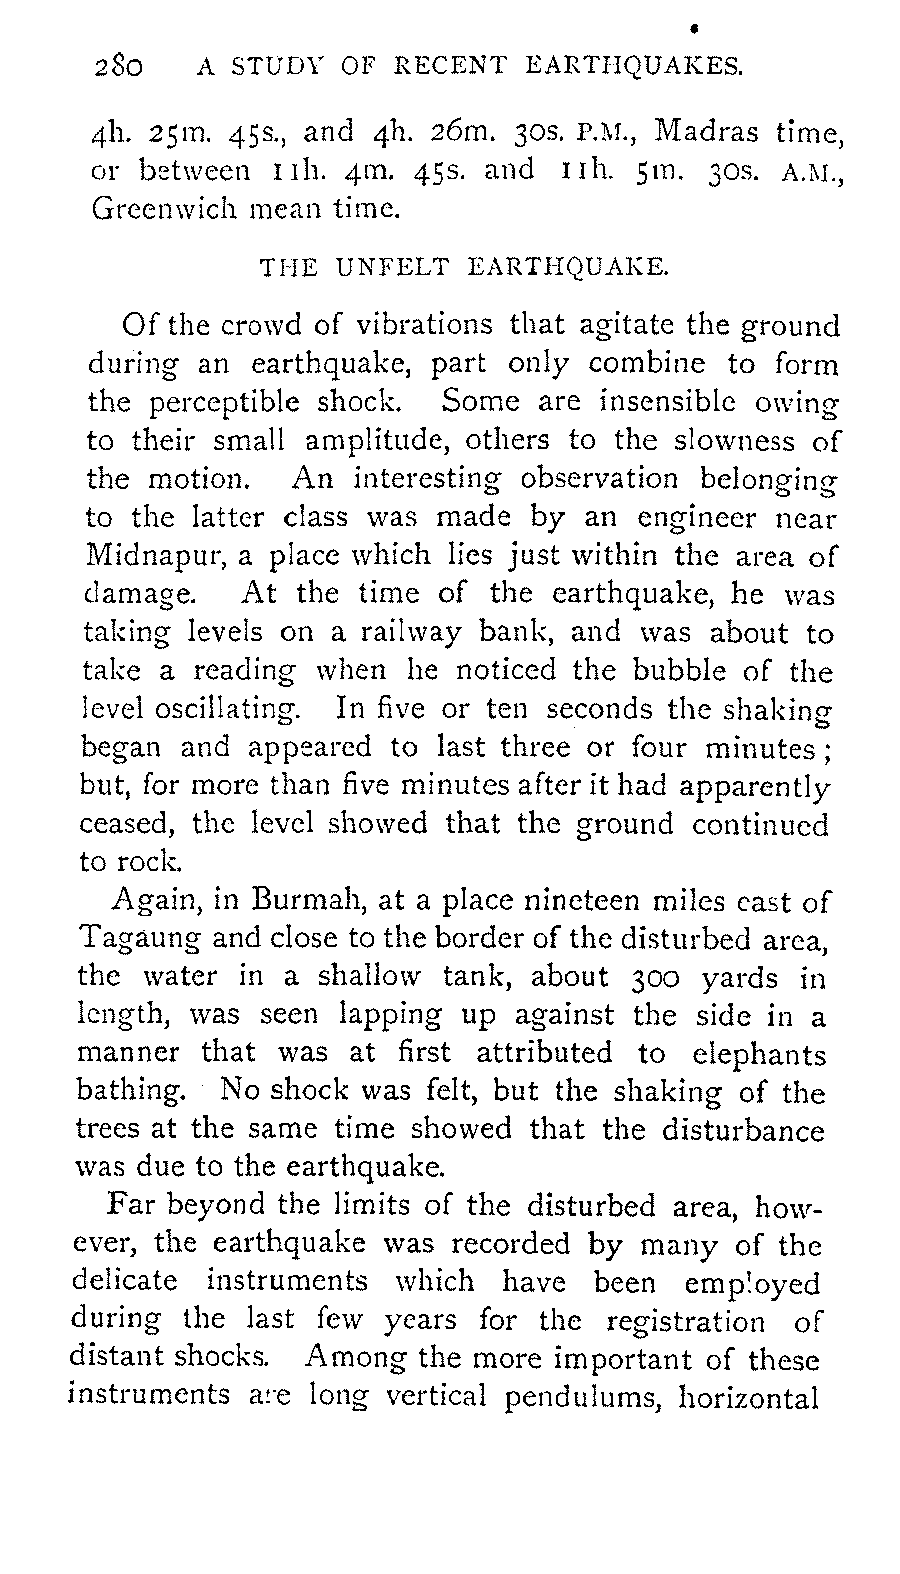 280 A STUDY OF RECENT EARTHQUAKES.
4h. 25m. 45s., and 4h. 26m. 30s. P.M., Madras time,
or between 11h. 4m. 45s. and 11h. 5m. 30s. A.M.,
Greenwich mean time.
THE UNFELT EARTHQUAKE.
Of the crowd of vibrations that agitate the ground
during an earthquake, part only combine to form
the perceptible shock. Some are insensible owing
to their small amplitude, others to the slowness of
the motion. An interesting observation belonging
to the latter class was made by an engineer near
Midnapur, a place which lies just within the area of
damage. At the time of the earthquake, he was
taking levels on a railway bank, and was about to
take a reading when he noticed the bubble of the
level oscillating. In five or ten seconds the shaking
began and appeared to last three or four minutes;
but, for more than five minutes after it had apparently
ceased, the level showed that the ground continued
to rock.
Again, in Burmah, at a place nineteen miles east of
Tagaung and close to the border of the disturbed area,
the water in a shallow tank, about 300 yards in
length, was seen lapping up against the side in a
manner that was at first attributed to elephants
bathing. No shock was felt, but the shaking of the
trees at the same time showed that the disturbance
was due to the earthquake.
Far beyond the limits of the disturbed area, how-
ever, the earthquake was recorded by many of the
delicate instruments which have been employed
during the last few years for the registration of
distant shocks. Among the more important of these
instruments are long vertical pendulums, horizontal